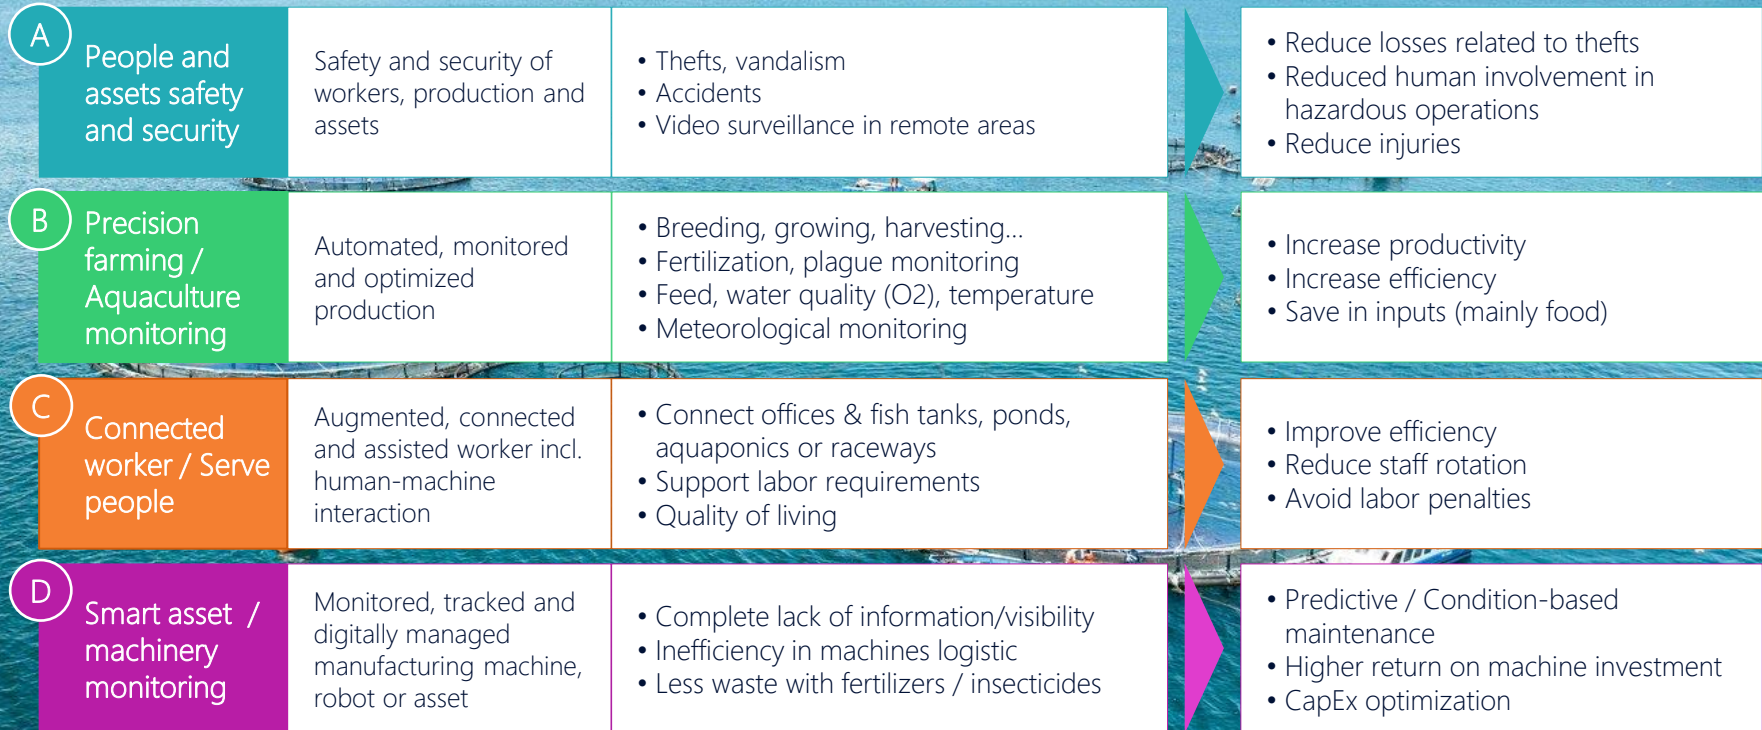 A
People and
assets safety
and security
Safety and security of
workers, production and
assets
• Thefts, vandalism
• Accidents
• Video surveillance in remote areas
• Reduce losses related to thefts
• Reduced human involvement in
hazardous operations
• Reduce injuries
B
Precision
farming /
Aquaculture
monitoring
Automated, monitored
and optimized
production
• Breeding, growing, harvesting...
• Fertilization, plague monitoring
• Feed, water quality (O2), temperature
• Meteorological monitoring
• Increase productivity
• Increase efficiency
• Save in inputs (mainly food)
C
Connected
worker / Serve
people
Augmented, connected
and assisted worker incl.
human-machine
interaction
• Connect offices & fish tanks, ponds,
aquaponics or raceways
• Support labor requirements
• Quality of living
• Improve efficiency
• Reduce staff rotation
• Avoid labor penalties
D
Smart asset /
machinery
monitoring
Monitored, tracked and
digitally managed
manufacturing machine,
robot or asset
• Complete lack of information/visibility
• Inefficiency in machines logistic
• Less waste with fertilizers / insecticides
• Predictive / Condition-based
maintenance
• Higher return on machine investment
• CapEx optimization